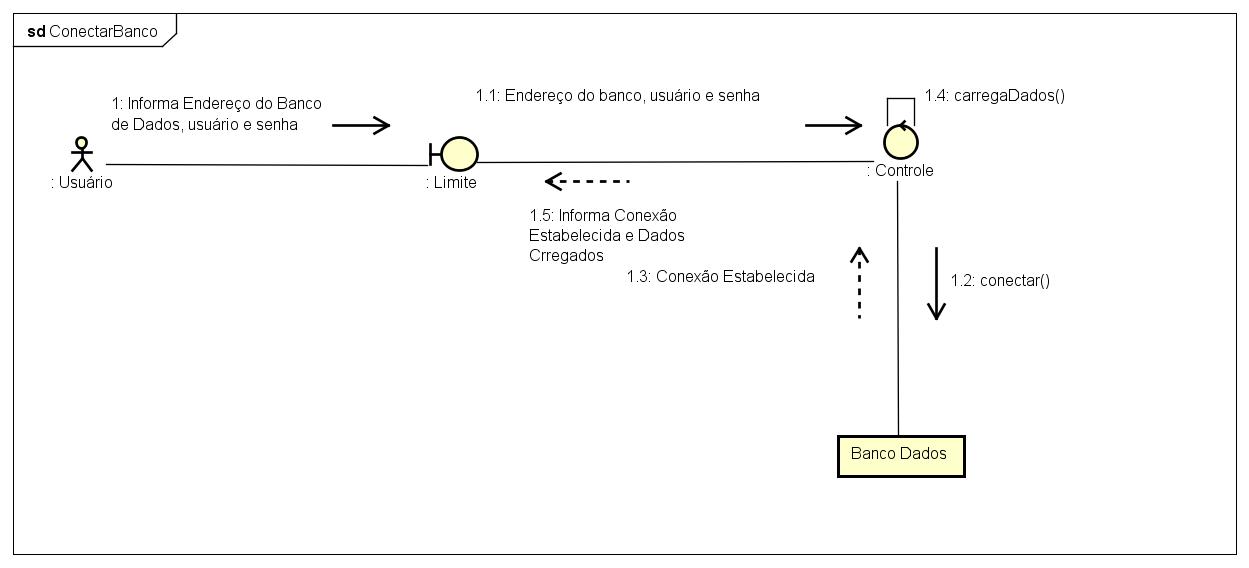 sd ConectarBanco
1: Informa Endereço do Banco
de Dados, usuário e senha
1.1: Endereço do banco, usuário e senha
1.4: carregaDados()
: Usuário
: Limite
: Controle
1.5: Informa Conexão
Estabelecida e Dados
Crregados
1.3: Conexão Estabelecida
1.2: conectar()
Banco Dados